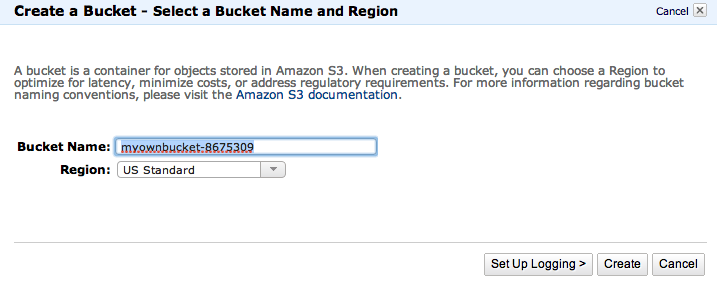 Create a Bucket - Select a Bucket Name and Region Cancel
A bucket is a container for objects stored in Amazon S3. When creating a bucket, you can choose a Region to
optimize for latency, minimize costs, or address regulatory requirements. For more information regarding bucket
naming conventions, please visit the Amazon S3 documentation.
Bucket Name: myownbucket-8675309
Region: US Standard
Set Up Logging > Create Cancel